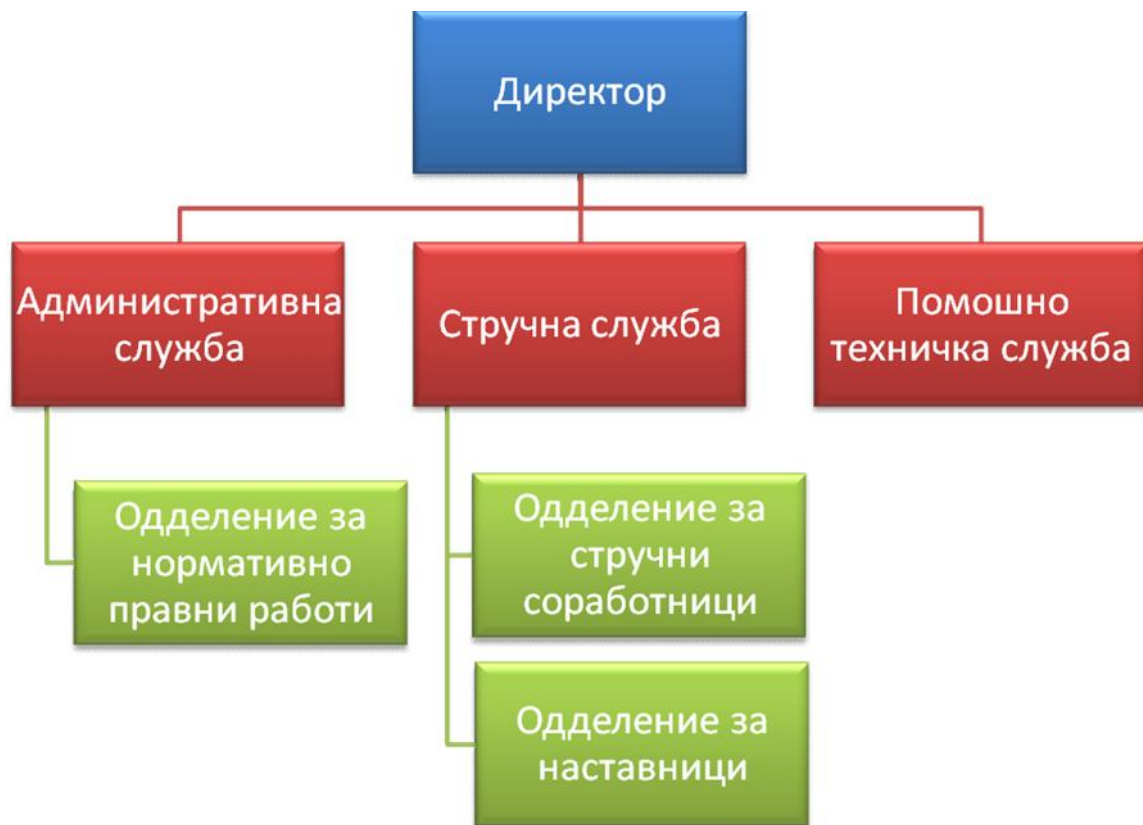 Директор
Административна
служба
Стручна служба
Помошно
техничка служба
Одделение за
нормативно
правни работи
Одделение за
стручни
соработници
Одделение за
наставници